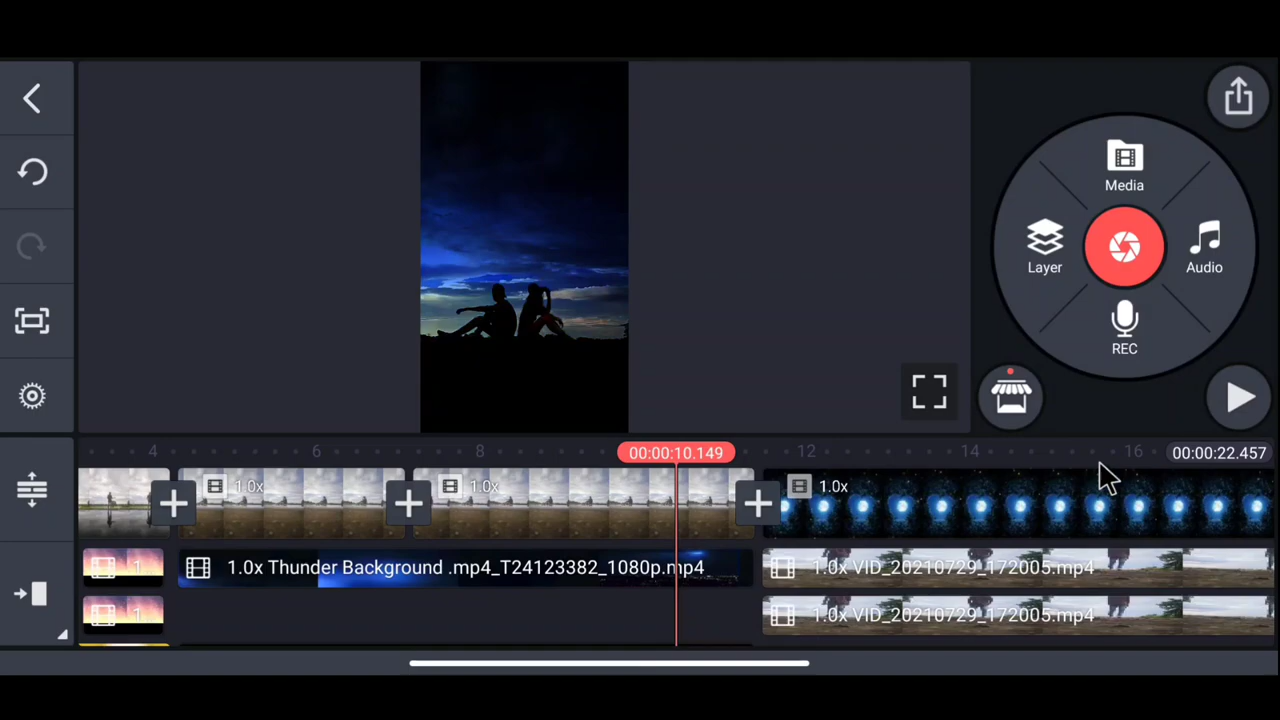 Media
Layer
Audio
REC
4
6
8
00:00:10.149
12
14
16
00:00:22.457
1.0x
1.0x
1.0x
1
1.0x Thunder Background .mp4_T24123382_1080p.mp4
1.0x VID_20210729_172005.mp4
1...
1.0x VID_20210729_172005.mp4